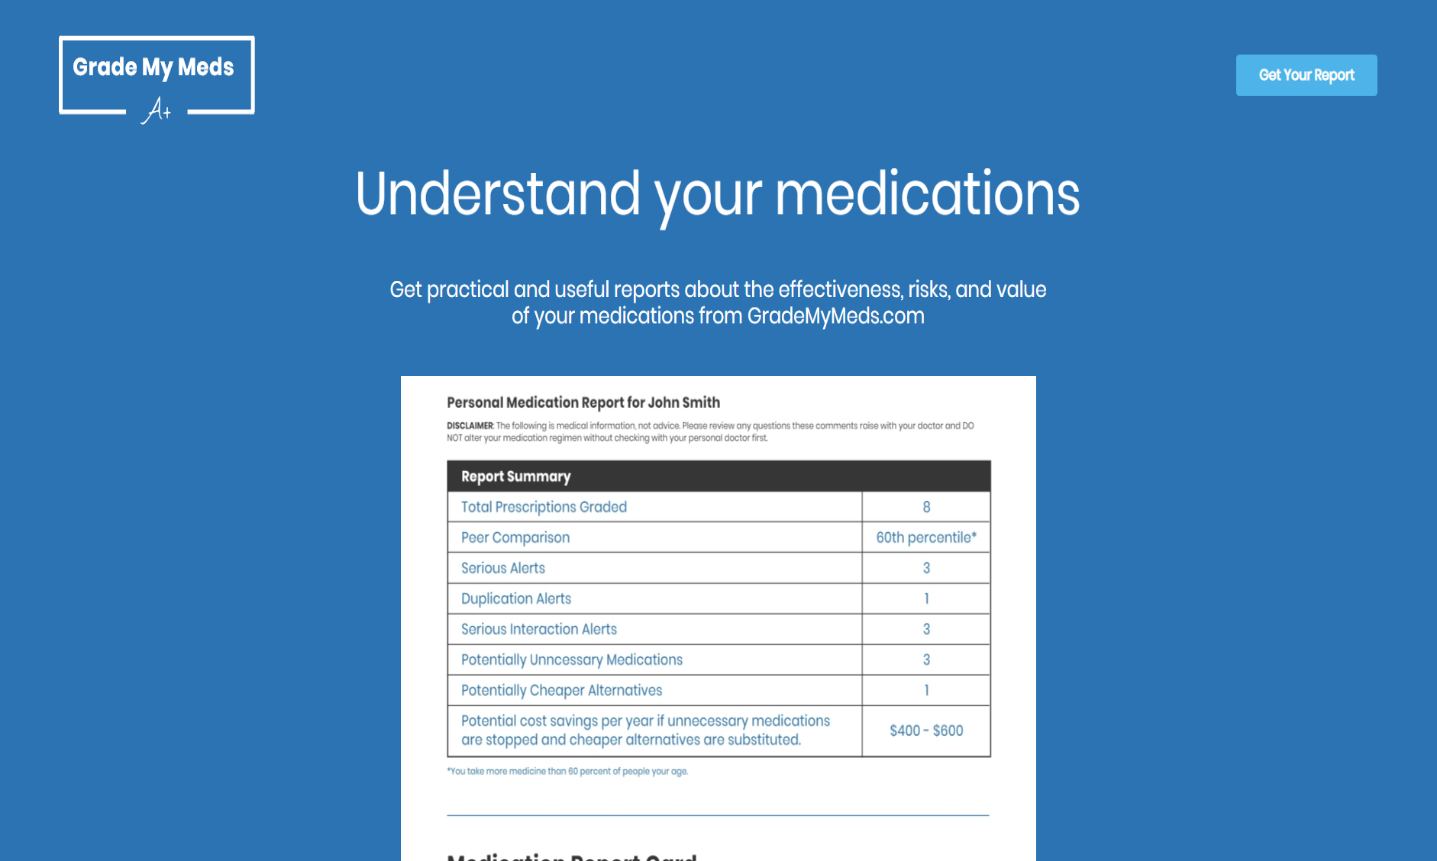 Grade My Meds
A+
Get Your Report
Understand your medications
Get practical and useful reports about the effectiveness, risks, and value
of your medications from GradeMyMeds.com
Personal Medication Report for John Smith
DISCLAIMER: The following is medical information, not advice. Please review any questions these comments raise with your doctor and DO
NOT alter your medication regimen without checking with your personal doctor first.
Report Summary
Total Prescriptions Graded 8
Peer Comparison 60th percentile*
Serious Alerts 3
Duplication Alerts 1
Serious Interaction Alerts 3
Potentially Unncessary Medications 3
Potentially Cheaper Alternatives 1
Potential cost savings per year if unnecessary medications
are stopped and cheaper alternatives are substituted. $400 - $600
*You take more medicine than 60 percent of people your age.
Medication Report Card